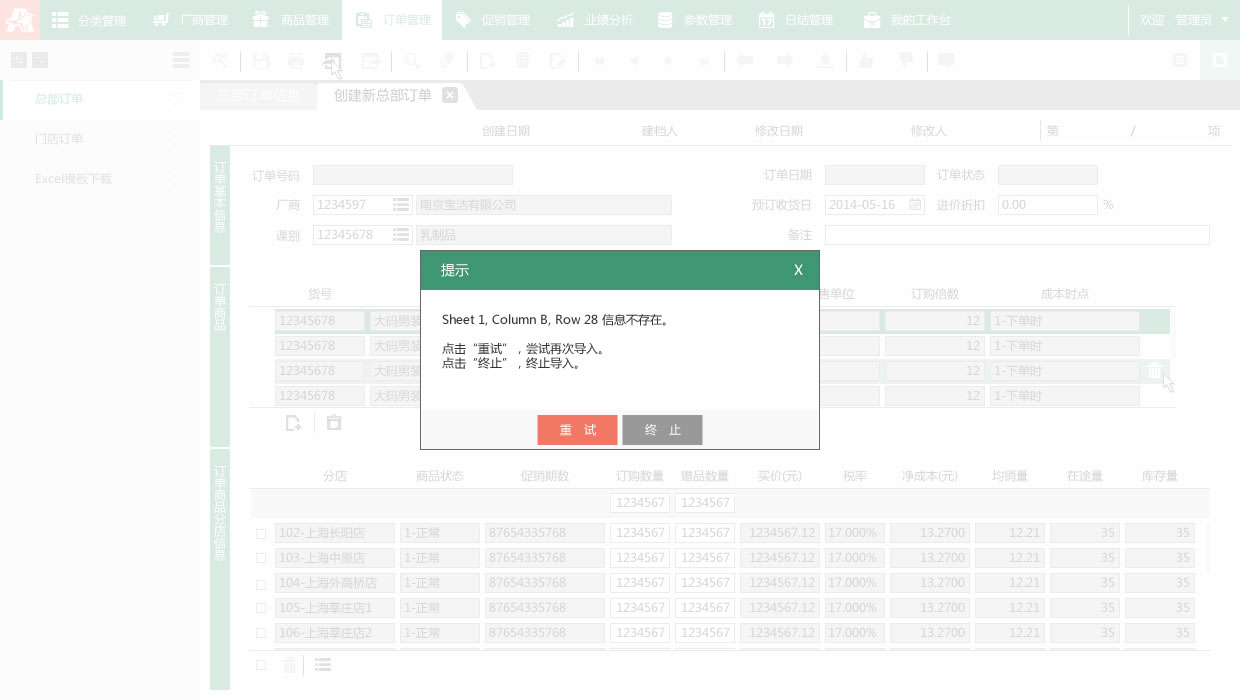 分类管理 厂商管理 商品管理 订单管理 促销管理 业绩分析 参数管理 日结管理 我的工作台 欢迎，管理员
总部订单信息 创建新总部订单
总部订单
门店订单
Excel模板下载
创建日期 建档人 修改日期 修改人 第 / 项
订单基本信息
订单号码 订单日期 订单状态
厂商 1234597 南京宝洁有限公司 预订收货日 2014-05-16 进价折扣 0.00 %
课别 12345678 乳制品 备注
提示 X
Sheet 1, Column B, Row 28 信息不存在。
点击“重试”，尝试再次导入。
点击“终止”，终止导入。
重 试 终 止
订单商品
货号 售单位 订购倍数 成本时点
12345678 大码男装 12 1-下单时
12345678 大码男装 12 1-下单时
12345678 大码男装 12 1-下单时
12345678 大码男装 12 1-下单时
订单商品分店信息
分店 商品状态 促销期数 订购数量 赠品数量 买价(元) 税率 净成本(元) 均销量 在途量 库存量
1234567 1234567
102-上海长阳店 1-正常 87654335768 1234567 1234567 1234567.12 17.000% 13.2700 12.21 35 35
103-上海中原店 1-正常 87654335768 1234567 1234567 1234567.12 17.000% 13.2700 12.21 35 35
104-上海外高桥店 1-正常 87654335768 1234567 1234567 1234567.12 17.000% 13.2700 12.21 35 35
105-上海莘庄店1 1-正常 87654335768 1234567 1234567 1234567.12 17.000% 13.2700 12.21 35 35
106-上海莘庄店2 1-正常 87654335768 1234567 1234567 1234567.12 17.000% 13.2700 12.21 35 35